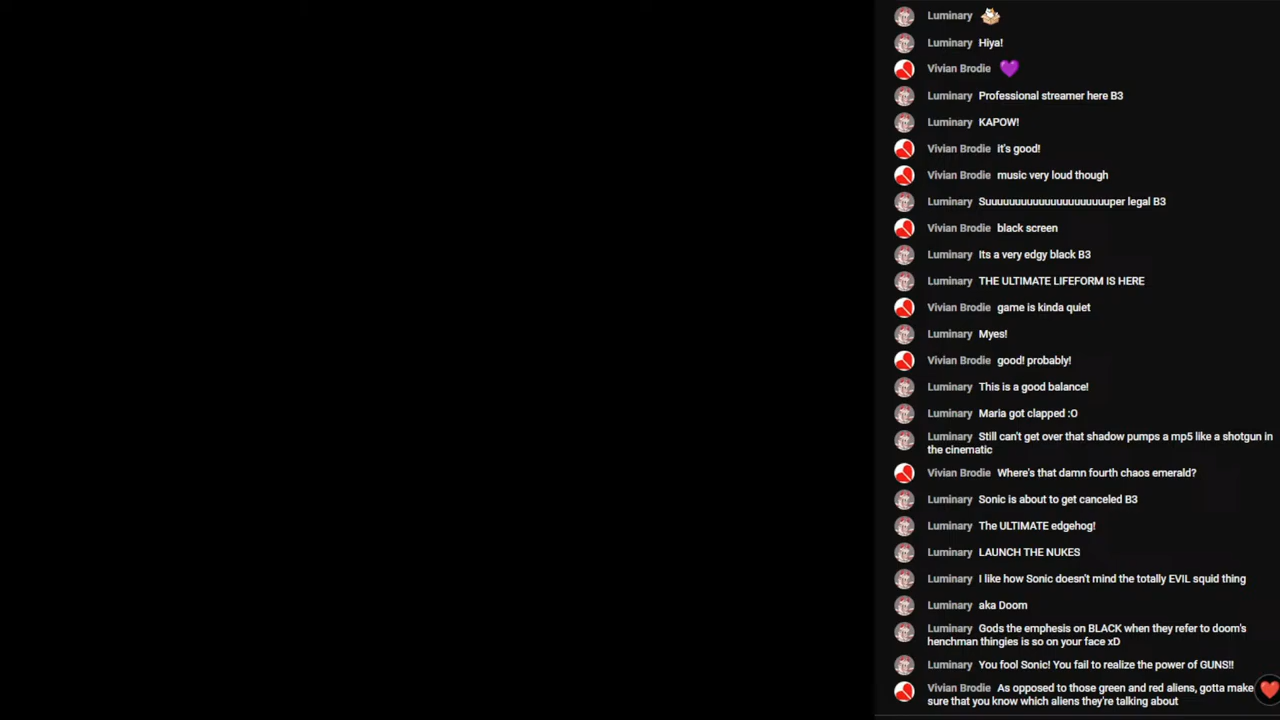 Luminary
Luminary Hiya!
Vivian Brodie 💜
Luminary Professional streamer here B3
Luminary KAPOW!
Vivian Brodie it's good!
Vivian Brodie music very loud though
Luminary Suuuuuuuuuuuuuuuuuuuuper legal B3
Vivian Brodie black screen
Luminary Its a very edgy black B3
Luminary THE ULTIMATE LIFEFORM IS HERE
Vivian Brodie game is kinda quiet
Luminary Myes!
Vivian Brodie good! probably!
Luminary This is a good balance!
Luminary Maria got clapped :O
Luminary Still can't get over that shadow pumps a mp5 like a shotgun in
the cinematic
Vivian Brodie Where's that damn fourth chaos emerald?
Luminary Sonic is about to get canceled B3
Luminary The ULTIMATE edgehog!
Luminary LAUNCH THE NUKES
Luminary I like how Sonic doesn't mind the totally EVIL squid thing
Luminary aka Doom
Luminary Gods the emphesis on BLACK when they refer to doom's
henchman thingies is so on your face xD
Luminary You fool Sonic! You fail to realize the power of GUNS!!
Vivian Brodie As opposed to those green and red aliens, gotta make
sure that you know which aliens they're talking about